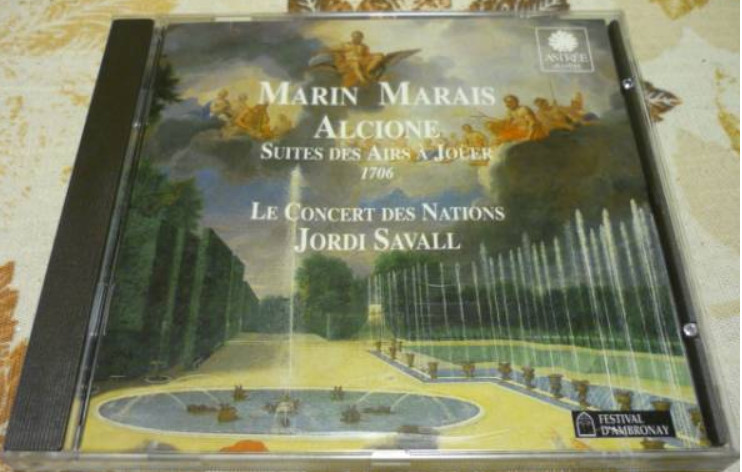 ASTRÉE
MARIN MARAIS
ALCIONE
SUITES DES AIRS À JOUER
1706
LE CONCERT DES NATIONS
JORDI SAVALL
FESTIVAL
D'AMBRONAY